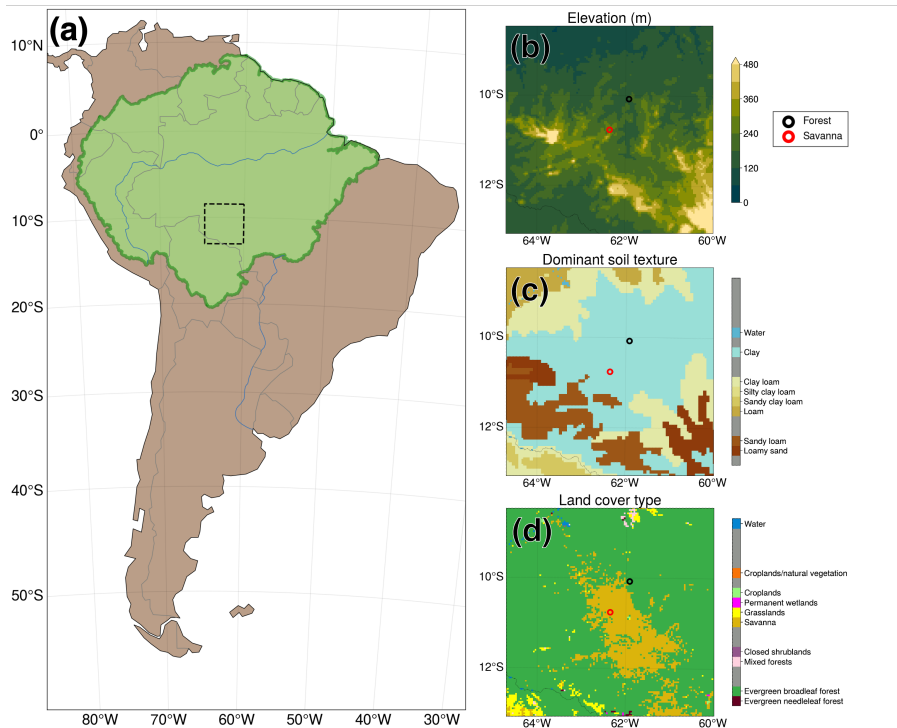 (a)
10°N
0°
10°S
20°S
30°S
40°S
50°S
80°W 70°W 60°W 50°W 40°W 30°W
Elevation (m)
(b)
10°S
12°S
64°W 62°W 60°W
480
360
240
120
0
Forest
Savanna
Dominant soil texture
(c)
10°S
12°S
64°W 62°W 60°W
Water
Clay
Clay loam
Silty clay loam
Sandy clay loam
Loam
Sandy loam
Loamy sand
Land cover type
(d)
10°S
12°S
64°W 62°W 60°W
Water
Croplands/natural vegetation
Croplands
Permanent wetlands
Grasslands
Savanna
Closed shrublands
Mixed forests
Evergreen broadleaf forest
Evergreen needleleaf forest